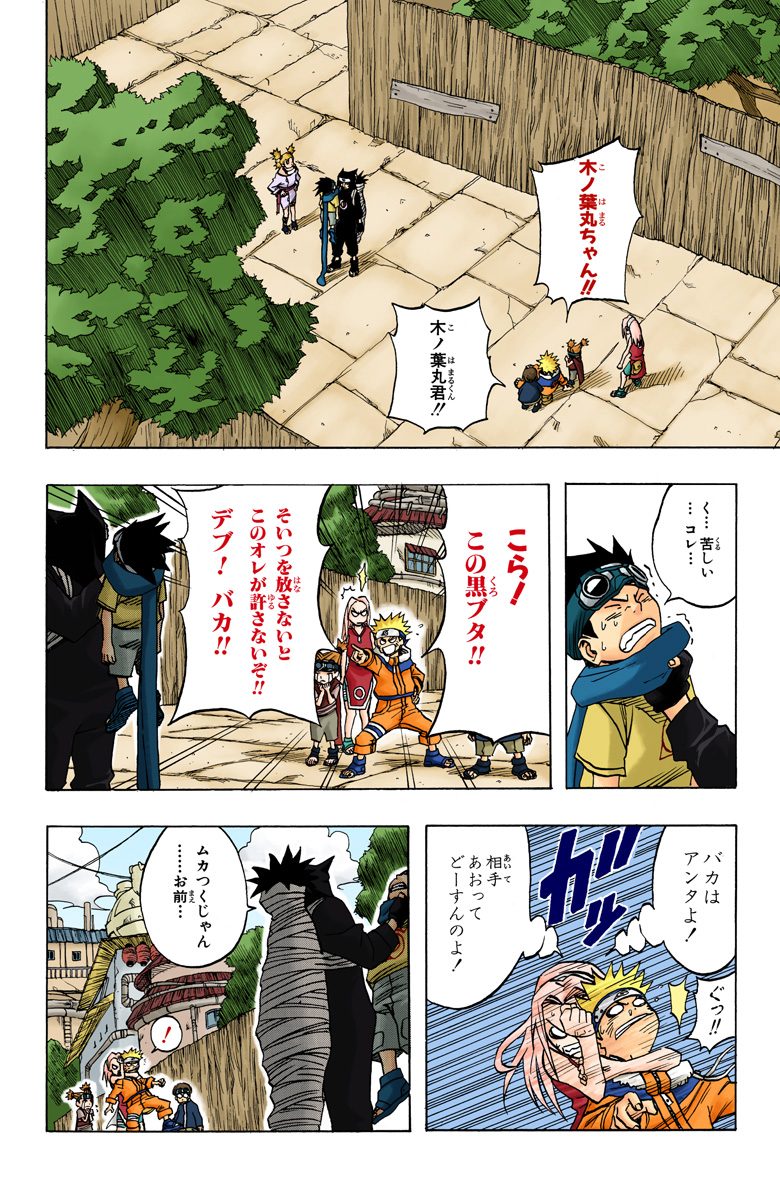 木ノ葉丸ちゃん!!
木ノ葉丸君!!
く…苦しい
…コレ…
こら!
この黒ブタ!!
そいつを放さないと
このオレが許さないぞ!!
デブ! バカ!!
バカは
アンタよ!
相手
あおって
どーすんのよ!
ガッ
ぐっ!!
ムカつくじゃん
………お前…
!